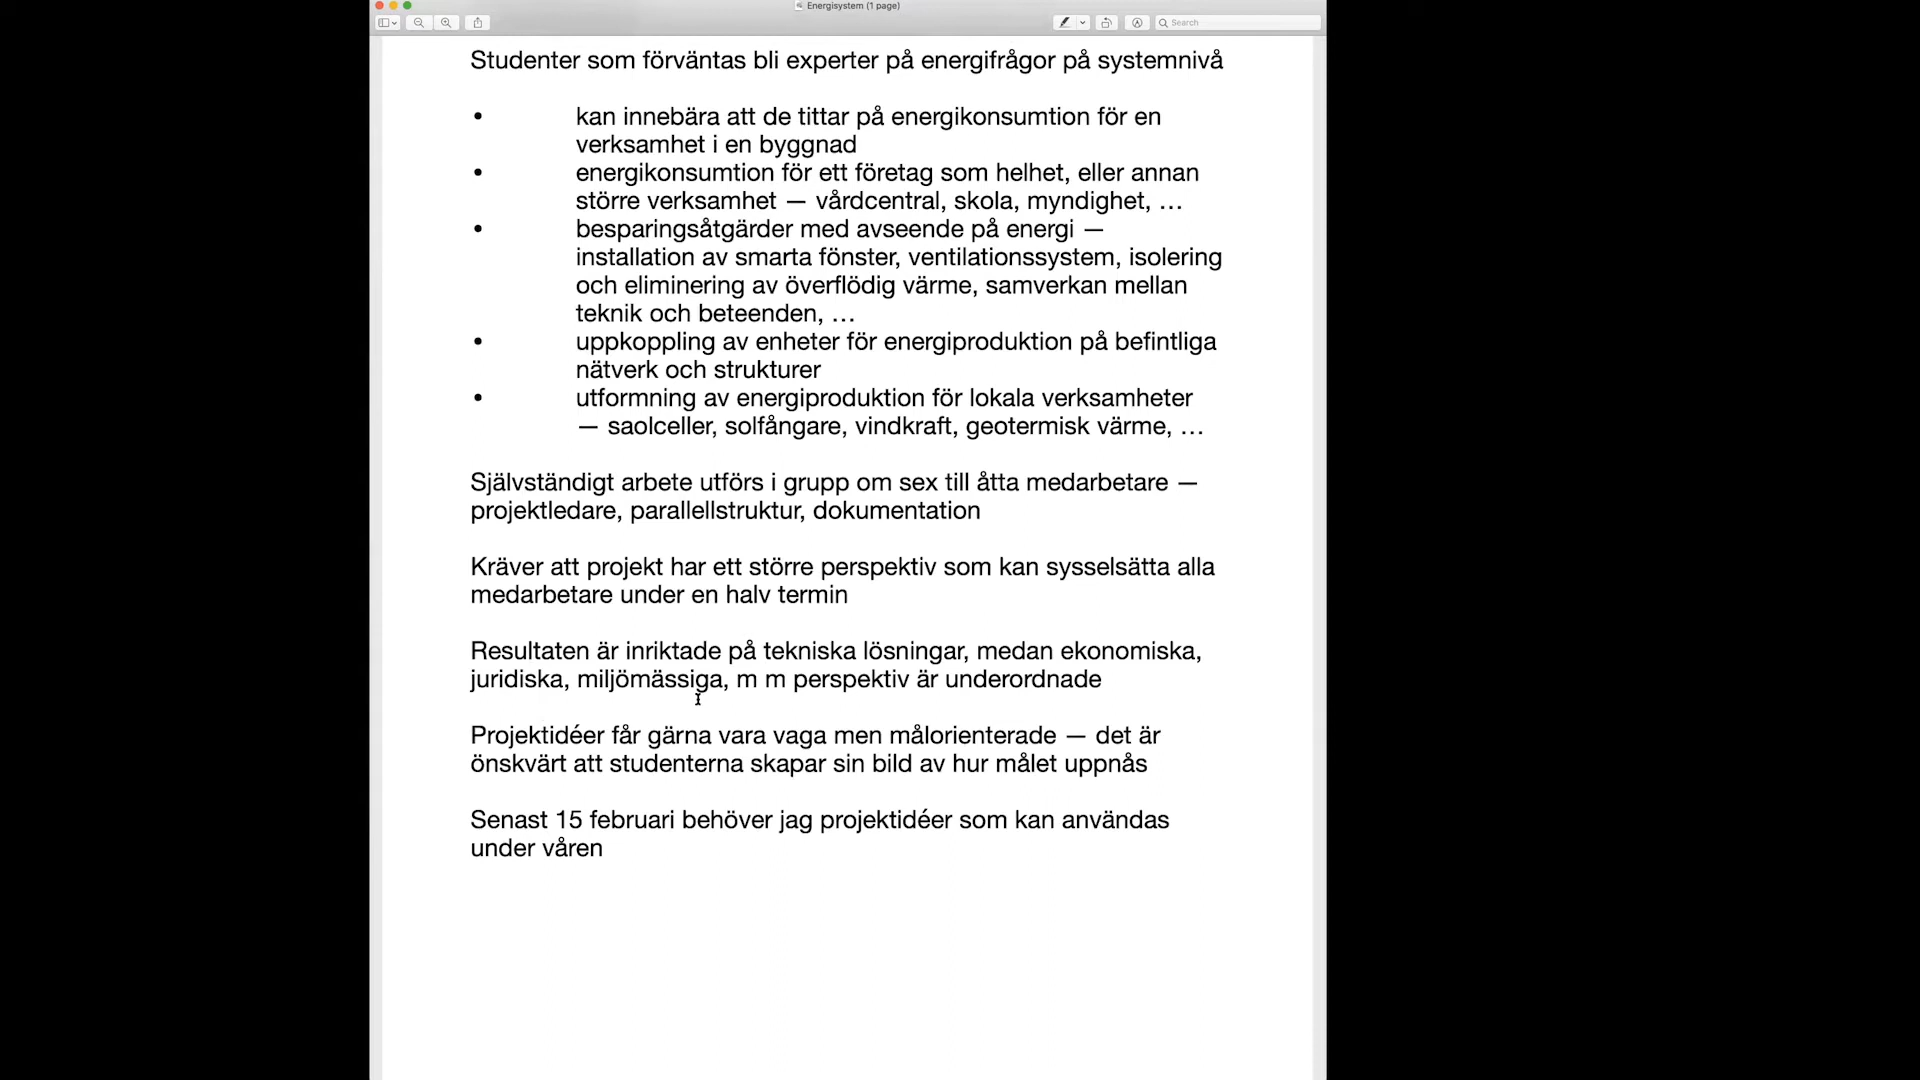 Energisystem (1 page)
Search
Studenter som förväntas bli experter på energifrågor på systemnivå
• kan innebära att de tittar på energikonsumtion för en
verksamhet i en byggnad
• energikonsumtion för ett företag som helhet, eller annan
större verksamhet — vårdcentral, skola, myndighet, …
• besparingsåtgärder med avseende på energi —
installation av smarta fönster, ventilationssystem, isolering
och eliminering av överflödig värme, samverkan mellan
teknik och beteenden, …
• uppkoppling av enheter för energiproduktion på befintliga
nätverk och strukturer
• utformning av energiproduktion för lokala verksamheter
— saolceller, solfångare, vindkraft, geotermisk värme, …
Självständigt arbete utförs i grupp om sex till åtta medarbetare —
projektledare, parallellstruktur, dokumentation
Kräver att projekt har ett större perspektiv som kan sysselsätta alla
medarbetare under en halv termin
Resultaten är inriktade på tekniska lösningar, medan ekonomiska,
juridiska, miljömässiga, m m perspektiv är underordnade
Projektidéer får gärna vara vaga men målorienterade — det är
önskvärt att studenterna skapar sin bild av hur målet uppnås
Senast 15 februari behöver jag projektidéer som kan användas
under våren